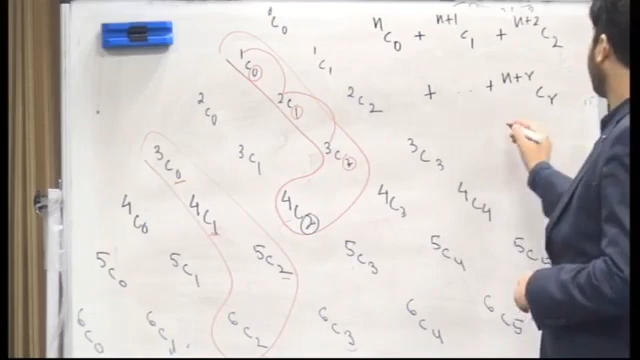 ⁰C₀
ⁿC₀ + ⁿ⁺¹C₁ + ⁿ⁺²C₂
+ ... + ⁿ⁺ʳCᵣ
¹C₀ ¹C₁
²C₀ ²C₁ ²C₂
³C₀ ³C₁ ³C₂ ³C₃
⁴C₀ ⁴C₁ ⁴C₂ ⁴C₃ ⁴C₄
⁵C₀ ⁵C₁ ⁵C₂ ⁵C₃ ⁵C₄
⁶C₀ ⁶C₁ ⁶C₂ ⁶C₃ ⁶C₄ ⁶C₅